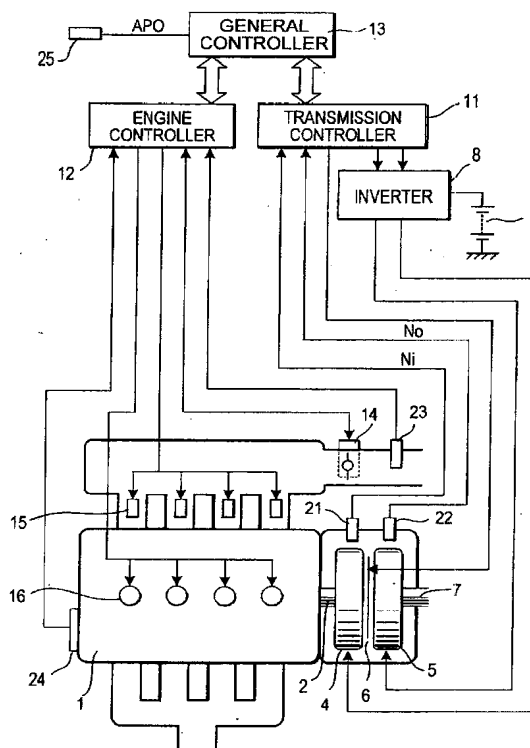 APO
25
GENERAL
CONTROLLER
13
ENGINE
CONTROLLER
12
TRANSMISSION
CONTROLLER
11
8
INVERTER
No
Ni
14
23
15
21
22
16
7
24
1
2
4
6
5